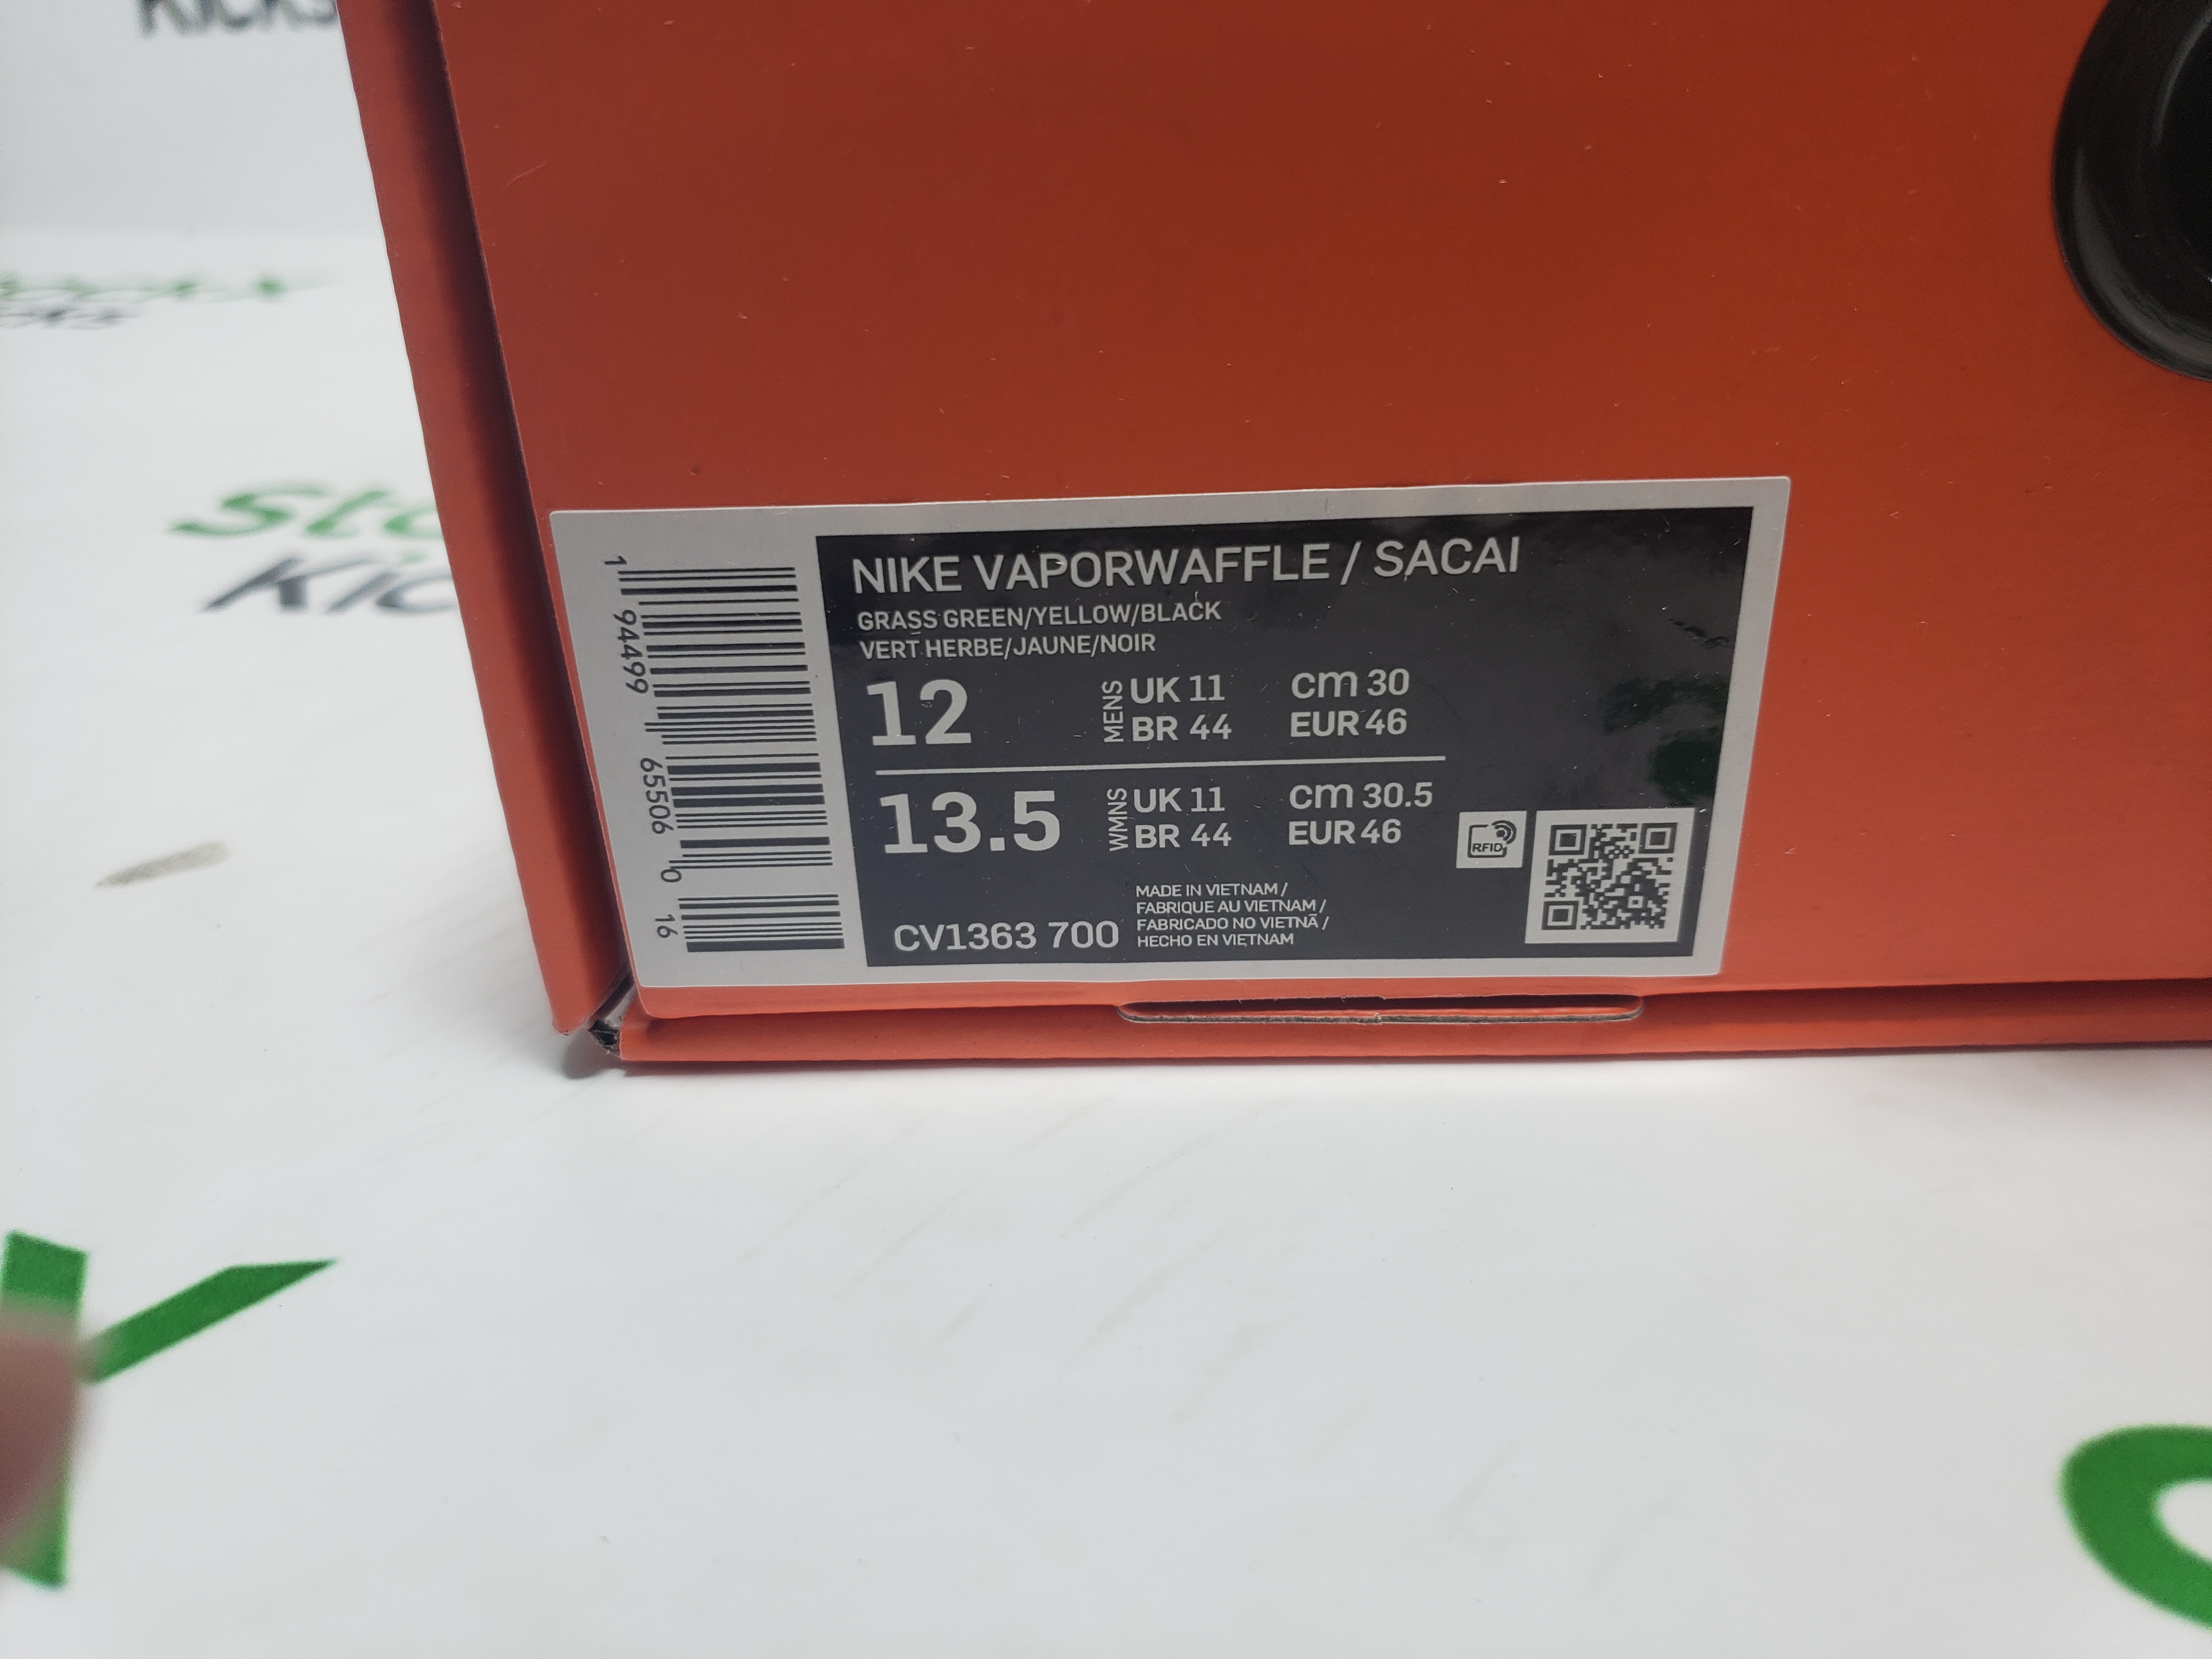 Kicks
Kic
NIKE VAPORWAFFLE / SACAI
GRASS GREEN/YELLOW/BLACK
VERT HERBE/JAUNE/NOIR
12 MENS UK 11 cm 30
BR 44 EUR 46
13.5 WMNS UK 11 cm 30.5
BR 44 EUR 46
RFID
CV1363 700
MADE IN VIETNAM /
FABRIQUE AU VIETNAM /
FABRICADO NO VIETNÃ /
HECHO EN VIETNAM
1 94499 65506 0 16